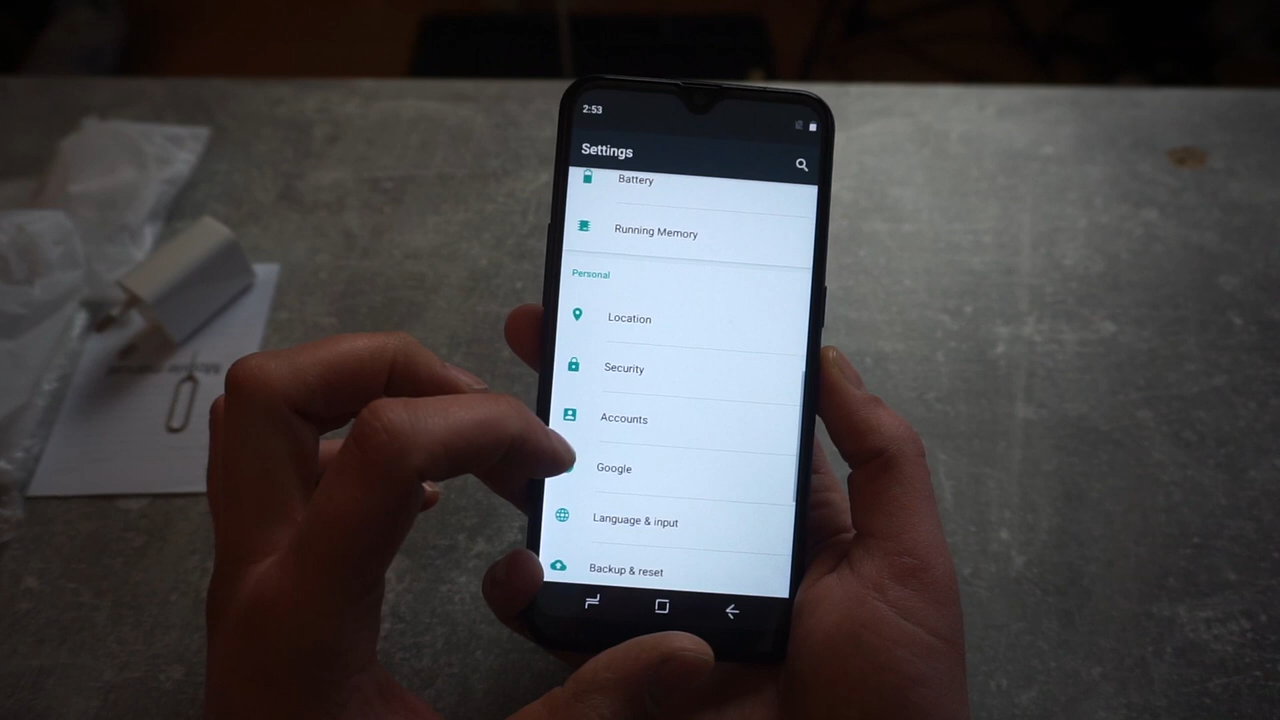 2:53
Settings
Battery
Running Memory
Personal
Location
Security
Accounts
Google
Language & input
Backup & reset